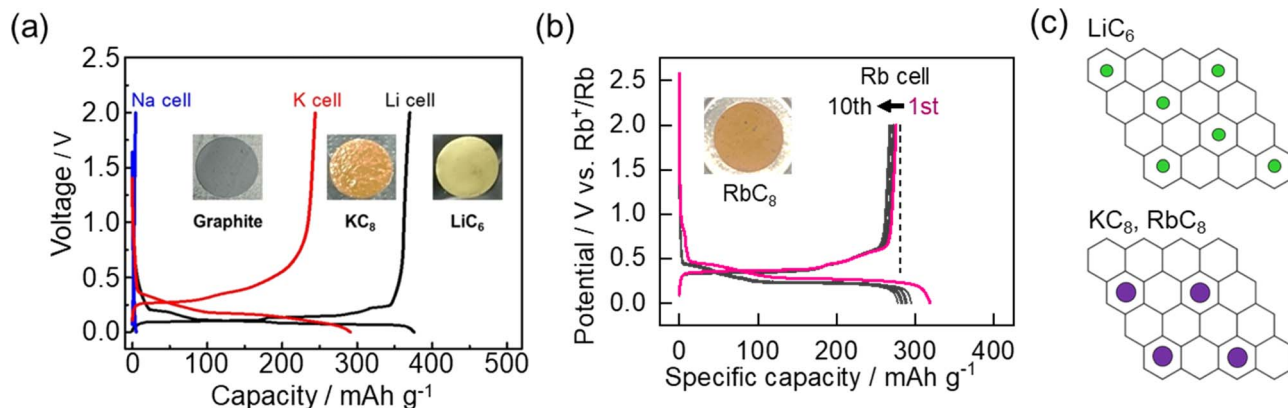 (a)
2.5
2.0
1.5
1.0
0.5
0.0
Voltage / V
Na cell
K cell
Li cell
Graphite
KC₈
LiC₆
0 100 200 300 400 500
Capacity / mAh g⁻¹
(b)
2.5
2.0
1.5
1.0
0.5
0.0
Potential / V vs. Rb⁺/Rb
Rb cell
10th 1st
RbC₈
0 100 200 300 400
Specific capacity / mAh g⁻¹
(c)
LiC₆
KC₈, RbC₈